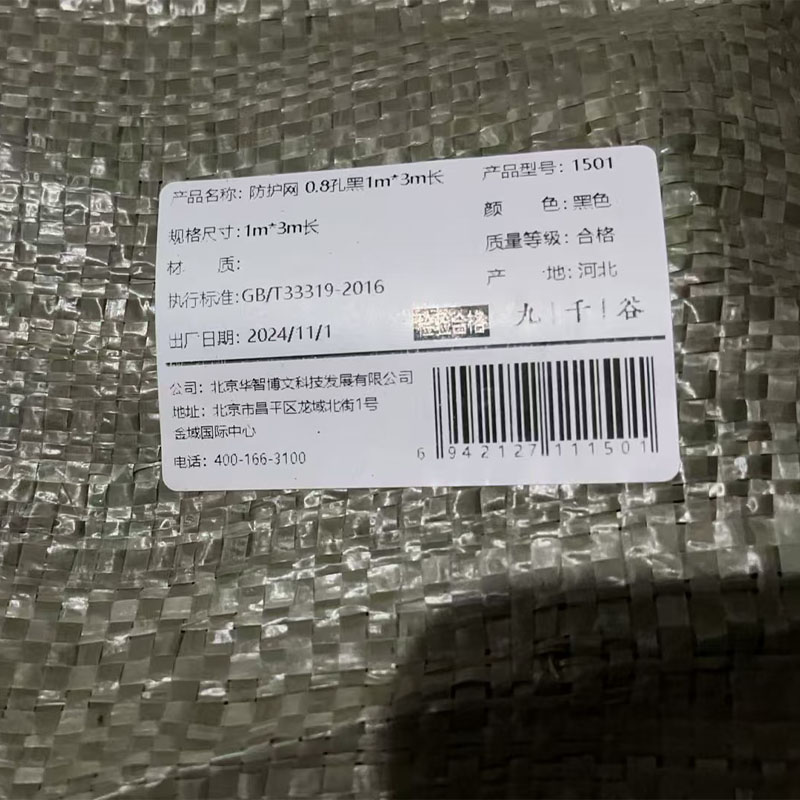 产品名称: 防护网 0.8孔黑1m*3m长
产品型号: 1501
规格尺寸: 1m*3m长
颜 色: 黑色
材 质:
质量等级: 合格
执行标准:GB/T33319-2016
产 地: 河北
出厂日期: 2024/11/1
检验合格
九|千|谷
公司: 北京华智博文科技发展有限公司
地址: 北京市昌平区龙域北街1号
金域国际中心
电话: 400-166-3100
6 942127 111501